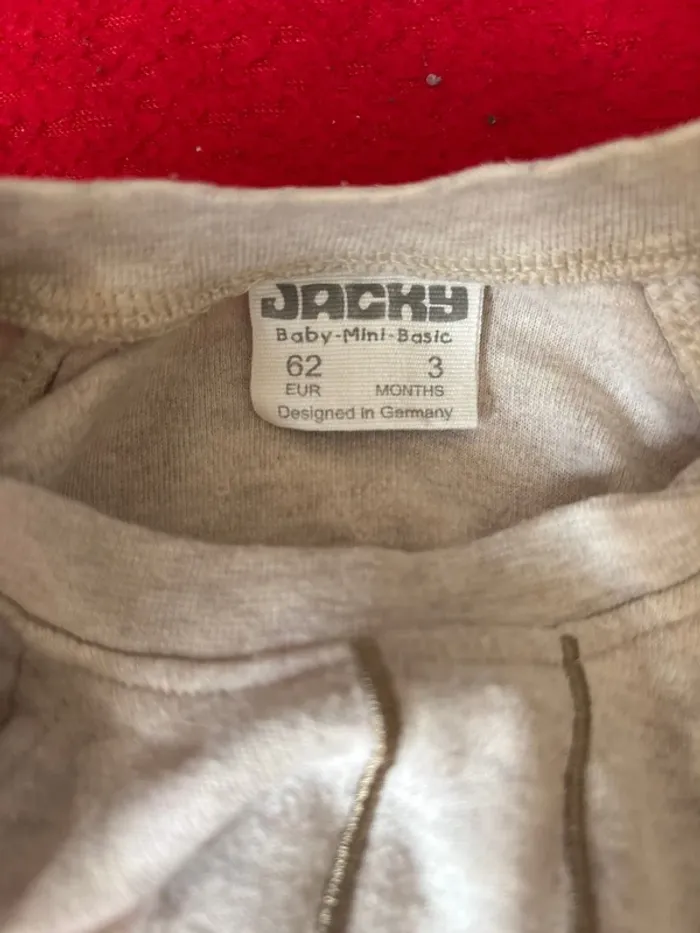 JACKY
Baby-Mini-Basic
62 3
EUR MONTHS
Designed in Germany